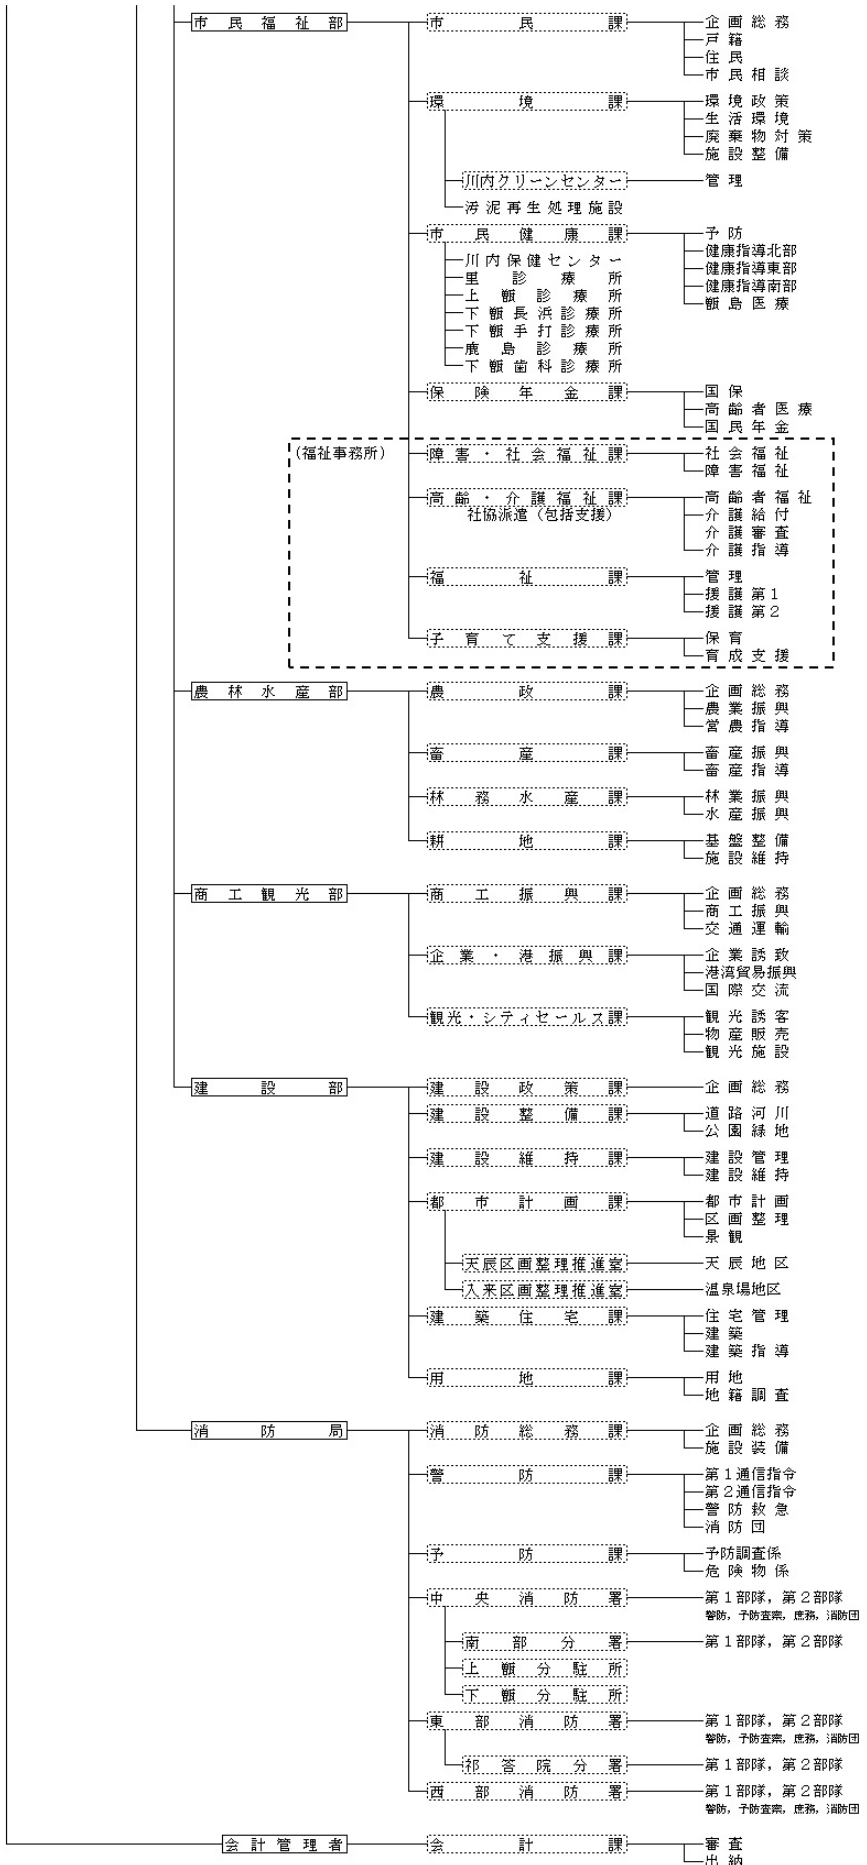 市民福祉部 市民課 企画総務
戸籍
住民
市民相談
環境課 環境政策
生活環境
廃棄物対策
施設整備
川内クリーンセンター 管理
汚泥再生処理施設
市民健康課 予防
健康指導北部
川内保健センター
健康指導東部
里診療所
健康指導南部
上甑診療所
甑島医療
下甑長浜診療所
下甑手打診療所
鹿島診療所
下甑歯科診療所
保険年金課 国保
高齢者医療
国民年金
(福祉事務所) 障害・社会福祉課 社会福祉
障害福祉
高齢・介護福祉課 高齢者福祉
社協派遣(包括支援) 介護給付
介護審査
介護指導
福祉課 管理
援護第1
援護第2
子育て支援課 保育
育成支援
農林水産部 農政課 企画総務
農業振興
営農指導
畜産課 畜産振興
畜産指導
林務水産課 林業振興
水産振興
耕地課 基盤整備
施設維持
商工観光部 商工振興課 企画総務
商工振興
交通運輸
企業・港振興課 企業誘致
港湾貿易振興
国際交流
観光・シティセールス課 観光誘客
物産販売
観光施設
建設部 建設政策課 企画総務
建設整備課 道路河川
公園緑地
建設維持課 建設管理
建設維持
都市計画課 都市計画
区画整理
景観
天辰区画整理推進室 天辰地区
入来区画整理推進室 温泉場地区
建築住宅課 住宅管理
建築
建築指導
用地課 用地
地籍調査
消防局 消防総務課 企画総務
施設装備
警防課 第1通信指令
第2通信指令
警防救急
消防団
予防課 予防調査係
危険物係
中央消防署 第1部隊,第2部隊
警防,予防査察,庶務,消防団
南部分署 第1部隊,第2部隊
上甑分駐所
下甑分駐所
東部消防署 第1部隊,第2部隊
警防,予防査察,庶務,消防団
祁答院分署 第1部隊,第2部隊
西部消防署 第1部隊,第2部隊
警防,予防査察,庶務,消防団
会計管理者 会計課 審査
出納